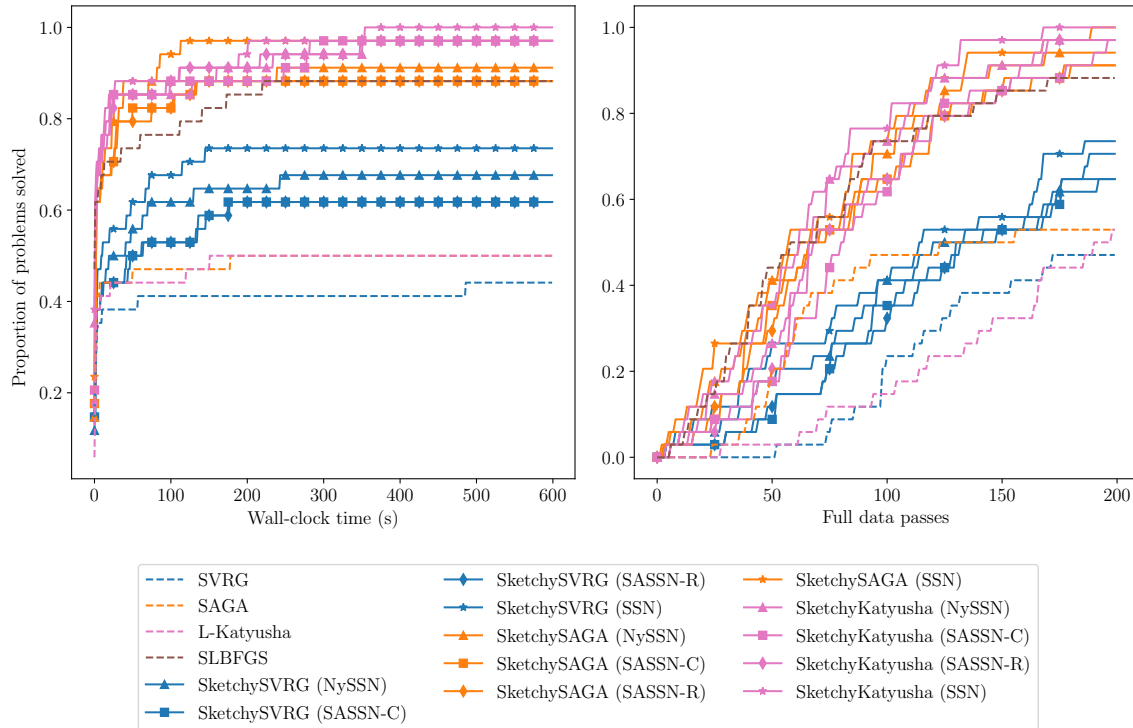 1.0
0.8
0.6
0.4
0.2
Proportion of problems solved
0 100 200 300 400 500 600
Wall-clock time (s)
1.0
0.8
0.6
0.4
0.2
0.0
0 50 100 150 200
Full data passes
SVRG
SAGA
L-Katyusha
SLBFGS
SketchySVRG (NySSN)
SketchySVRG (SASSN-C)
SketchySVRG (SASSN-R)
SketchySVRG (SSN)
SketchySAGA (NySSN)
SketchySAGA (SASSN-C)
SketchySAGA (SASSN-R)
SketchySAGA (SSN)
SketchyKatyusha (NySSN)
SketchyKatyusha (SASSN-C)
SketchyKatyusha (SASSN-R)
SketchyKatyusha (SSN)